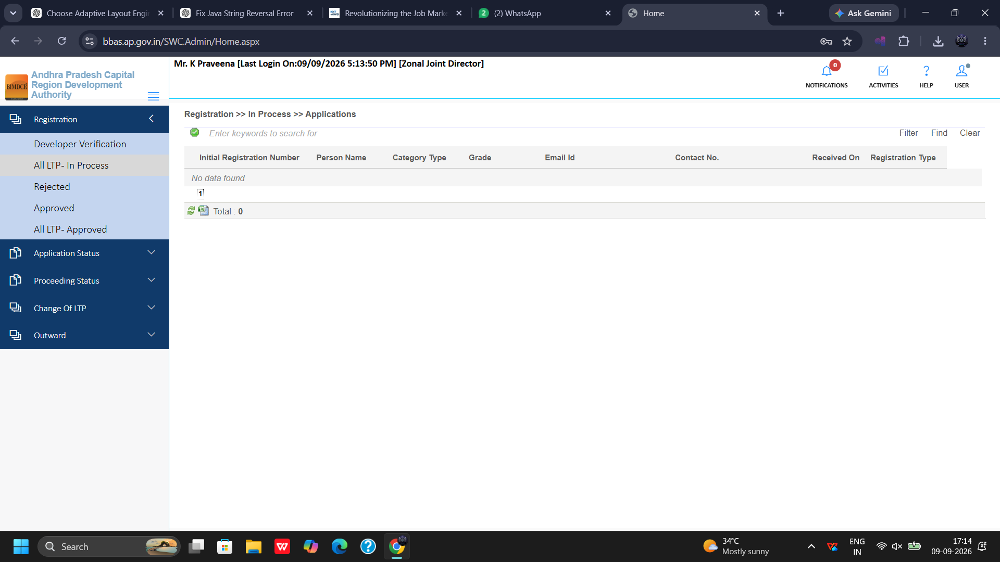 Choose Adaptive Layout Engin
Fix Java String Reversal Error
Revolutionizing the Job Marke
2
(2) WhatsApp
Home
Ask Gemini
bbas.ap.gov.in/SWC.Admin/Home.aspx
BIMDCR
Andhra Pradesh Capital
Region Development
Authority
Mr. K Praveena [Last Login On:09/09/2026 5:13:50 PM] [Zonal Joint Director]
0
NOTIFICATIONS
ACTIVITIES
HELP
USER
Registration
Developer Verification
All LTP- In Process
Rejected
Approved
All LTP- Approved
Application Status
Proceeding Status
Change Of LTP
Outward
Registration >> In Process >> Applications
Enter keywords to search for
Filter Find Clear
Initial Registration Number Person Name Category Type Grade Email Id Contact No. Received On Registration Type
No data found
1
Total : 0
Search
34°C
Mostly sunny
ENG
IN
17:14
09-09-2026